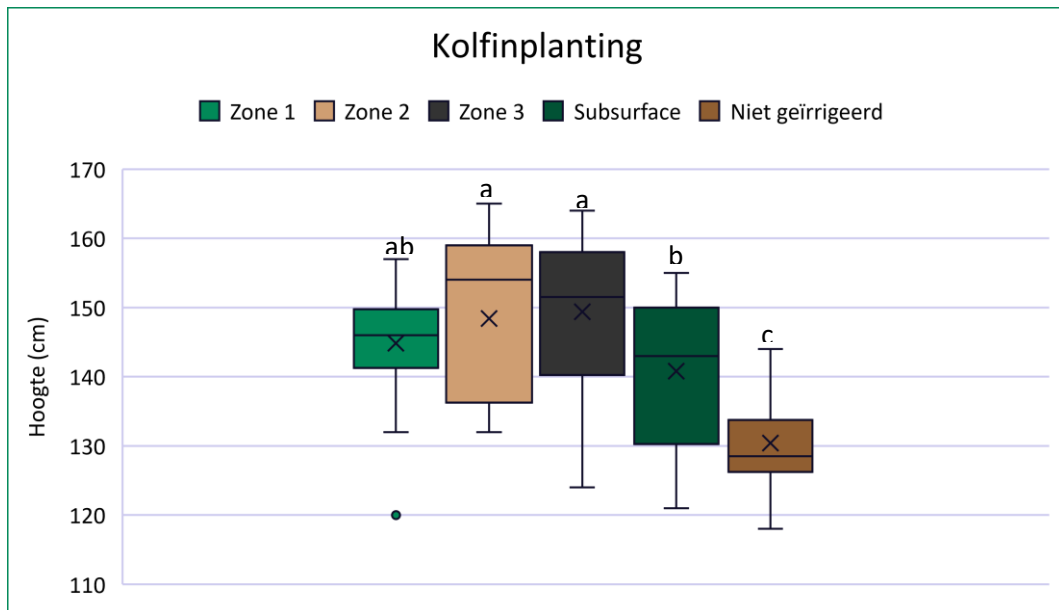 Kolfinplanting
Zone 1 Zone 2 Zone 3 Subsurface Niet geïrrigeerd
Hoogte (cm)
170
160
150
140
130
120
110
ab
a
a
b
c